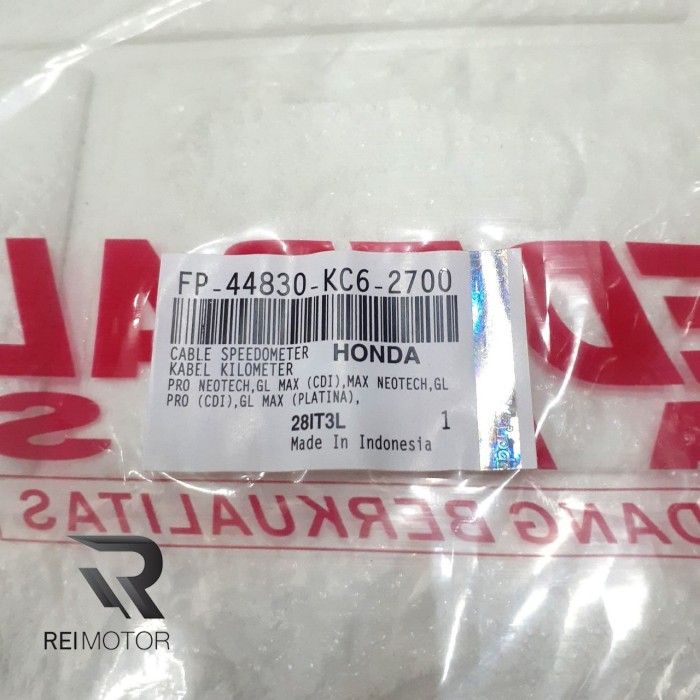 FP-44830-KC6-2700
CABLE SPEEDOMETER HONDA
KABEL KILOMETER
PRO NEOTECH,GL MAX (CDI),MAX NEOTECH,GL
PRO (CDI),GL MAX (PLATINA),
28IT3L 1
Made In Indonesia
DANG BERKUALITAS
REIMOTOR